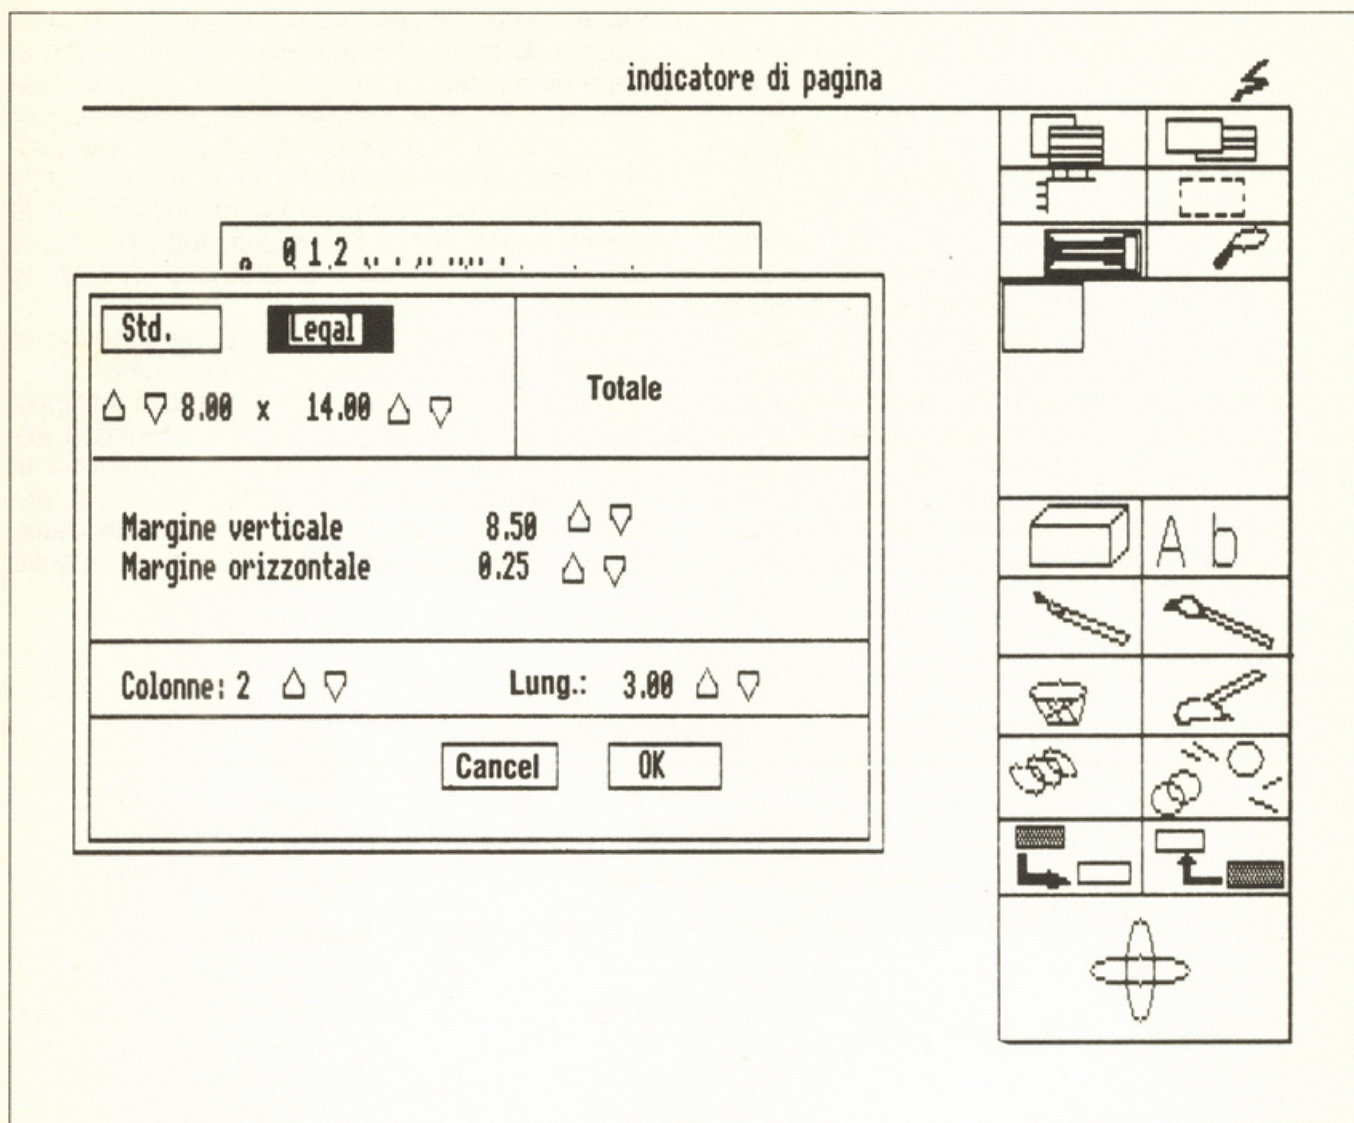 indicatore di pagina
0 1 2
Std. Legal
8.00 x 14.00
Totale
Margine verticale 8.50
Margine orizzontale 0.25
Colonne: 2 Lung.: 3.00
Cancel OK
A b